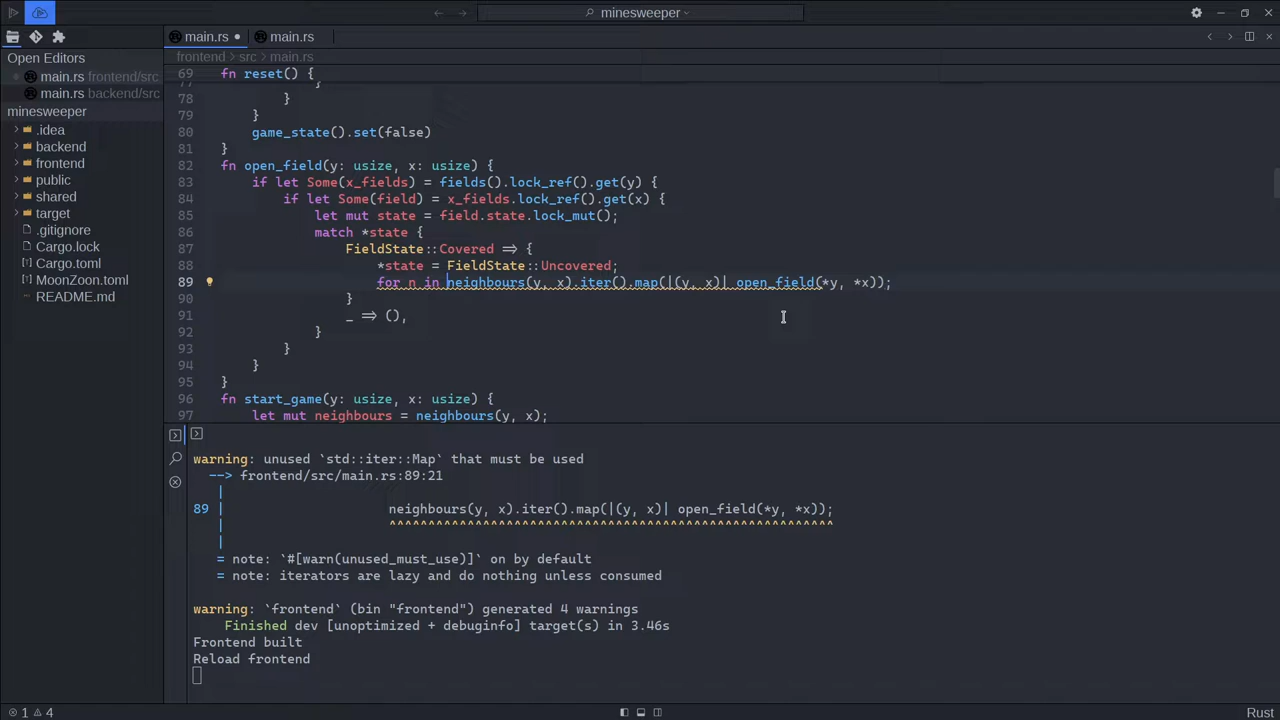 minesweeper
main.rs main.rs
Open Editors
main.rs frontend/src
main.rs backend/src
minesweeper
.idea
backend
frontend
public
shared
target
.gitignore
Cargo.lock
Cargo.toml
MoonZoon.toml
README.md
frontend > src > main.rs
69 fn reset() {
77 }
78 }
79 }
80 game_state().set(false)
81 }
82 fn open_field(y: usize, x: usize) {
83 if let Some(x_fields) = fields().lock_ref().get(y) {
84 if let Some(field) = x_fields.lock_ref().get(x) {
85 let mut state = field.state.lock_mut();
86 match *state {
87 FieldState::Covered => {
88 *state = FieldState::Uncovered;
89 for n in neighbours(y, x).iter().map(|(y, x)| open_field(*y, *x));
90 }
91 _ => (),
92 }
93 }
94 }
95 }
96 fn start_game(y: usize, x: usize) {
97 let mut neighbours = neighbours(y, x);
warning: unused `std::iter::Map` that must be used
--> frontend/src/main.rs:89:21
|
89 | neighbours(y, x).iter().map(|(y, x)| open_field(*y, *x));
| ^^^^^^^^^^^^^^^^^^^^^^^^^^^^^^^^^^^^^^^^^^^^^^^^^^^^^^^^^
|
= note: `#[warn(unused_must_use)]` on by default
= note: iterators are lazy and do nothing unless consumed
warning: `frontend` (bin "frontend") generated 4 warnings
Finished dev [unoptimized + debuginfo] target(s) in 3.46s
Frontend built
Reload frontend
1 4 Rust